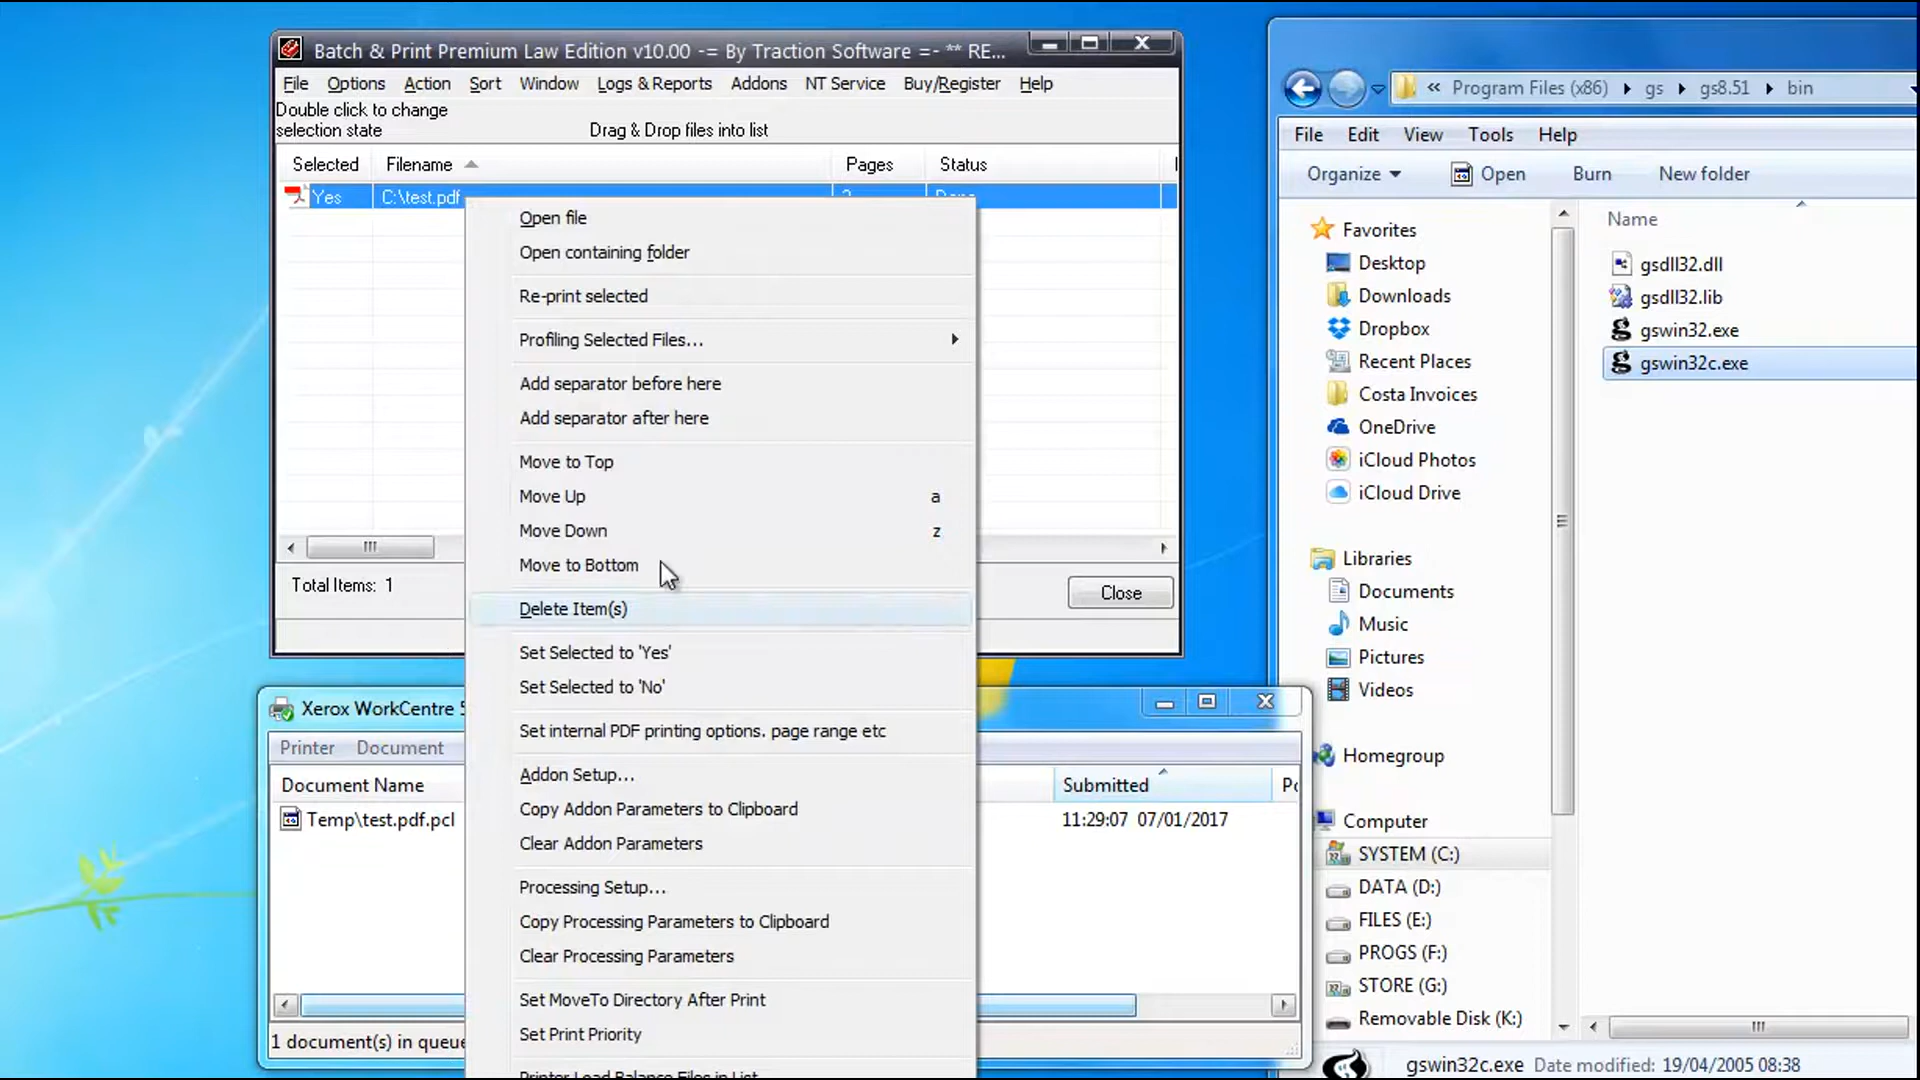 Batch & Print Premium Law Edition v10.00 -= By Traction Software =- ** RE...
File Options Action Sort Window Logs & Reports Addons NT Service Buy/Register Help
Double click to change
selection state
Drag & Drop files into list
Selected Filename Pages Status
Yes C:\test.pdf
Open file
Open containing folder
Re-print selected
Profiling Selected Files...
Add separator before here
Add separator after here
Move to Top
Move Up a
Move Down z
Move to Bottom
Delete Item(s)
Set Selected to 'Yes'
Set Selected to 'No'
Set internal PDF printing options. page range etc
Addon Setup...
Copy Addon Parameters to Clipboard
Clear Addon Parameters
Processing Setup...
Copy Processing Parameters to Clipboard
Clear Processing Parameters
Set MoveTo Directory After Print
Set Print Priority
Printer Load Balance Files in List
Total Items: 1
Close
Xerox WorkCentre
Printer Document
Document Name Submitted
Temp\test.pdf.pcl 11:29:07 07/01/2017
1 document(s) in queue
« Program Files (x86) gs gs8.51 bin
File Edit View Tools Help
Organize Open Burn New folder
Favorites
Desktop
Downloads
Dropbox
Recent Places
Costa Invoices
OneDrive
iCloud Photos
iCloud Drive
Libraries
Documents
Music
Pictures
Videos
Homegroup
Computer
SYSTEM (C:)
DATA (D:)
FILES (E:)
PROGS (F:)
STORE (G:)
Removable Disk (K:)
Name
gsdll32.dll
gsdll32.lib
gswin32.exe
gswin32c.exe
gswin32c.exe Date modified: 19/04/2005 08:38